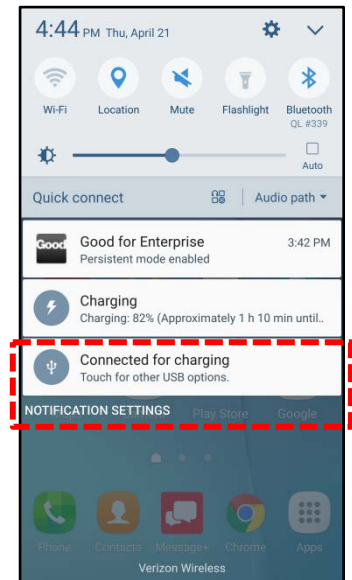 4:44 PM Thu, April 21
Wi-Fi Location Mute Flashlight Bluetooth
QL #339
Auto
Quick connect Audio path
Good Good for Enterprise 3:42 PM
Persistent mode enabled
Charging
Charging: 82% (Approximately 1 h 10 min until..
Connected for charging
Touch for other USB options.
NOTIFICATION SETTINGS Play Store Google
Phone Contacts Message+ Chrome Apps
Verizon Wireless